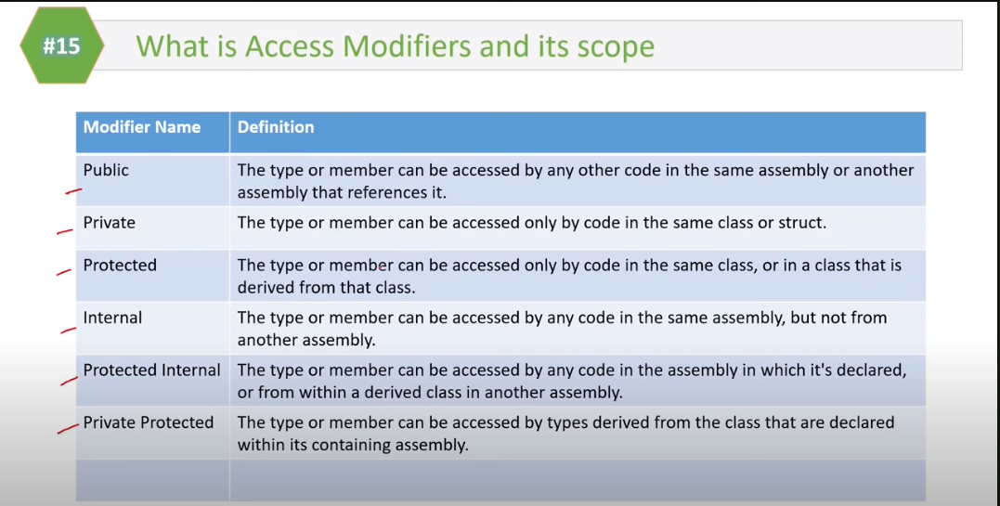 #15
What is Access Modifiers and its scope
Modifier Name
Definition
Public
The type or member can be accessed by any other code in the same assembly or another
assembly that references it.
Private
The type or member can be accessed only by code in the same class or struct.
Protected
The type or member can be accessed only by code in the same class, or in a class that is
derived from that class.
Internal
The type or member can be accessed by any code in the same assembly, but not from
another assembly.
Protected Internal
The type or member can be accessed by any code in the assembly in which it's declared,
or from within a derived class in another assembly.
Private Protected
The type or member can be accessed by types derived from the class that are declared
within its containing assembly.